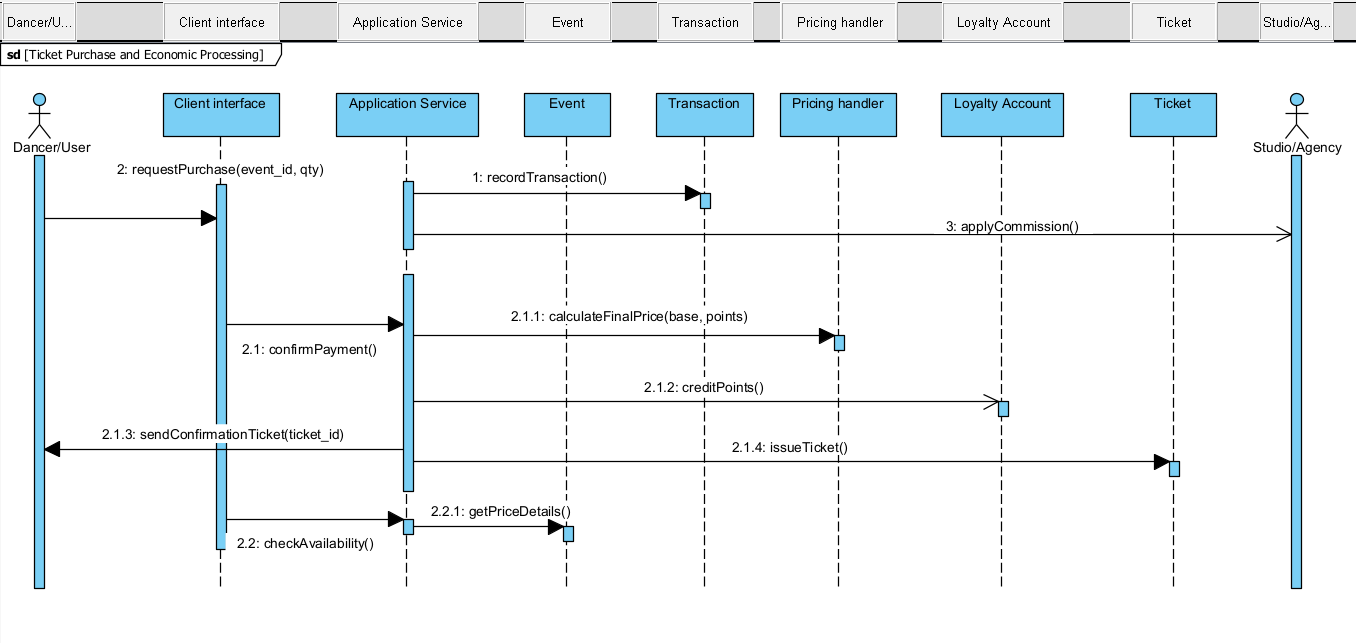 Dancer/U... Client interface Application Service Event Transaction Pricing handler Loyalty Account Ticket Studio/Ag...
sd [Ticket Purchase and Economic Processing]
Client interface Application Service Event Transaction Pricing handler Loyalty Account Ticket
Dancer/User Studio/Agency
2: requestPurchase(event_id, qty)
1: recordTransaction()
3: applyCommission()
2.1.1: calculateFinalPrice(base, points)
2.1: confirmPayment()
2.1.2: creditPoints()
2.1.3: sendConfirmationTicket(ticket_id)
2.1.4: issueTicket()
2.2.1: getPriceDetails()
2.2: checkAvailability()